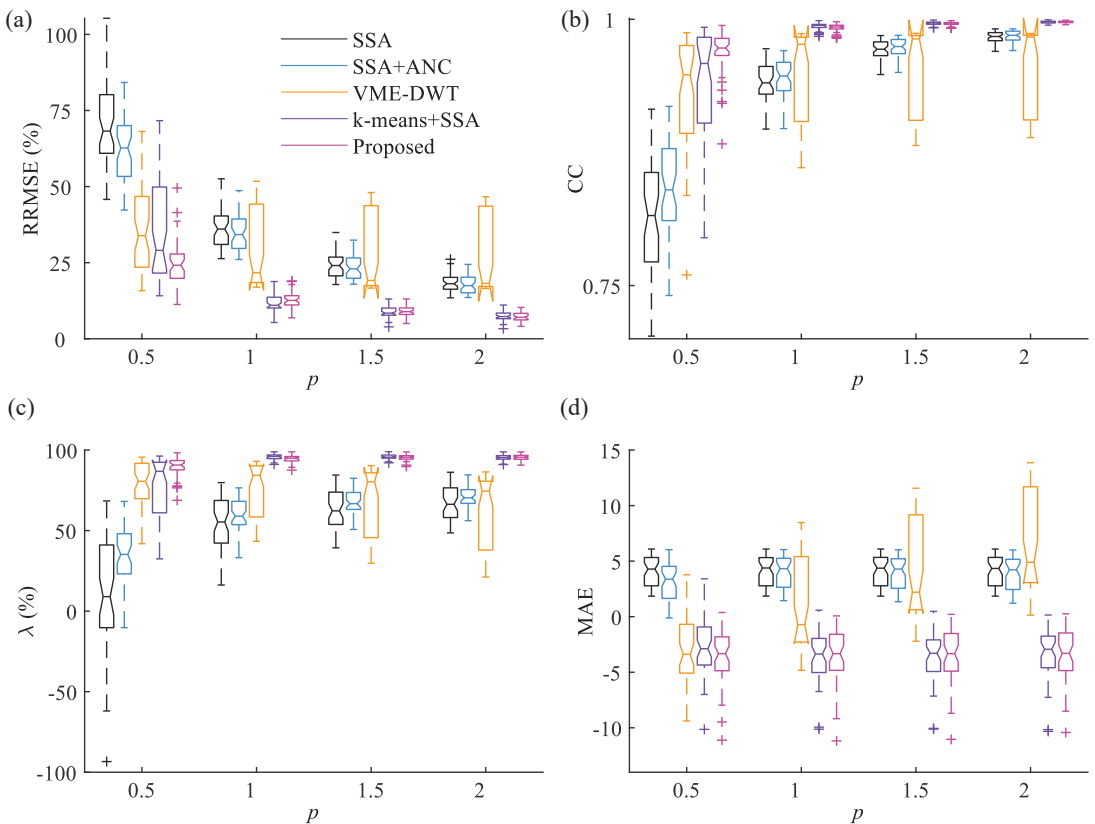 (a)
100
75
50
25
0
RRMSE (%)
SSA
SSA+ANC
VME-DWT
k-means+SSA
Proposed
0.5 1 1.5 2
p
(b)
1
0.75
CC
0.5 1 1.5 2
p
(c)
100
50
0
-50
-100
λ (%)
0.5 1 1.5 2
p
(d)
15
10
5
0
-5
-10
MAE
0.5 1 1.5 2
p